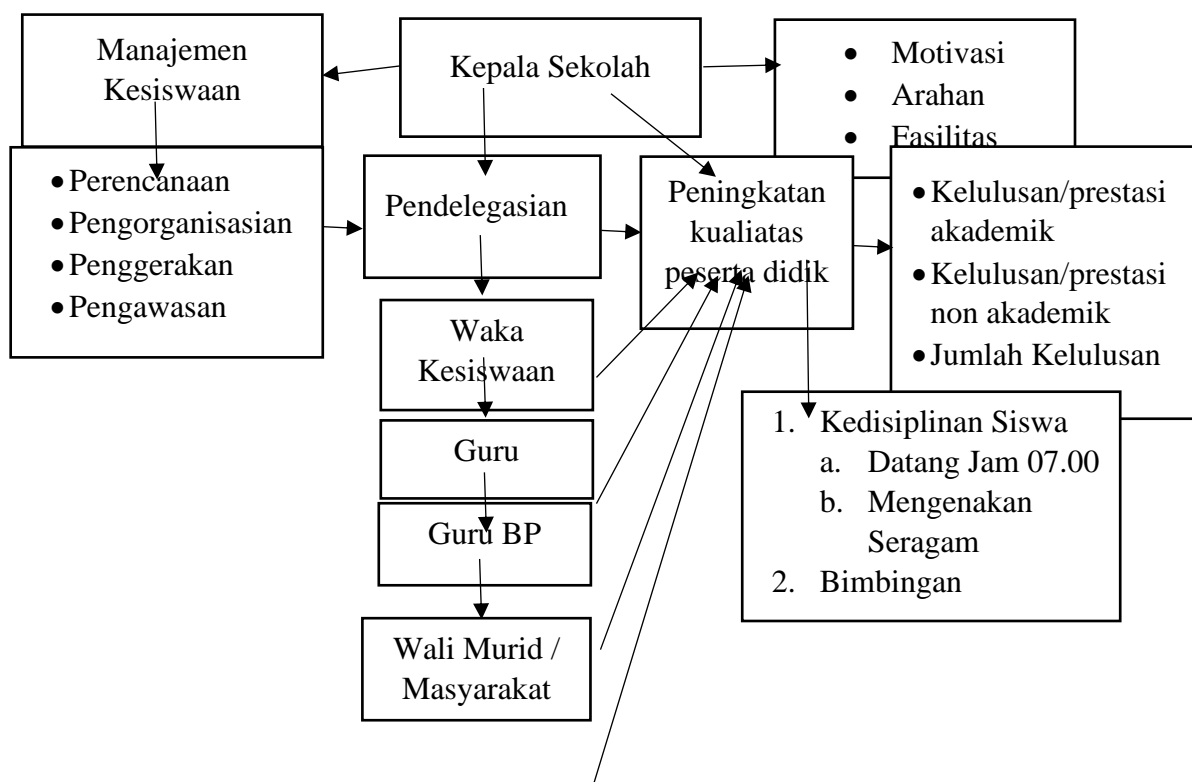 Manajemen
Kesiswaan
Kepala Sekolah
• Motivasi
• Arahan
• Fasilitas
• Perencanaan
• Pengorganisasian
• Penggerakan
• Pengawasan
Pendelegasian
Peningkatan
kualiatas
peserta didik
• Kelulusan/prestasi
akademik
• Kelulusan/prestasi
non akademik
• Jumlah Kelulusan
Waka
Kesiswaan
Guru
Guru BP
Wali Murid /
Masyarakat
1. Kedisiplinan Siswa
a. Datang Jam 07.00
b. Mengenakan
Seragam
2. Bimbingan